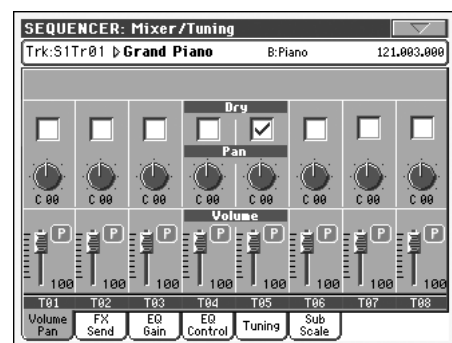 SEQUENCER: Mixer/Tuning
Trk:S1Tr01 Grand Piano B:Piano 121.003.000
Dry
Pan
C 00 C 00 C 00 C 00 C 00 C 00 C 00 C 00
Volume
P P P P P P P P
100 100 100 100 100 100 100 100
T01 T02 T03 T04 T05 T06 T07 T08
Volume Pan FX Send EQ Gain EQ Control Tuning Sub Scale